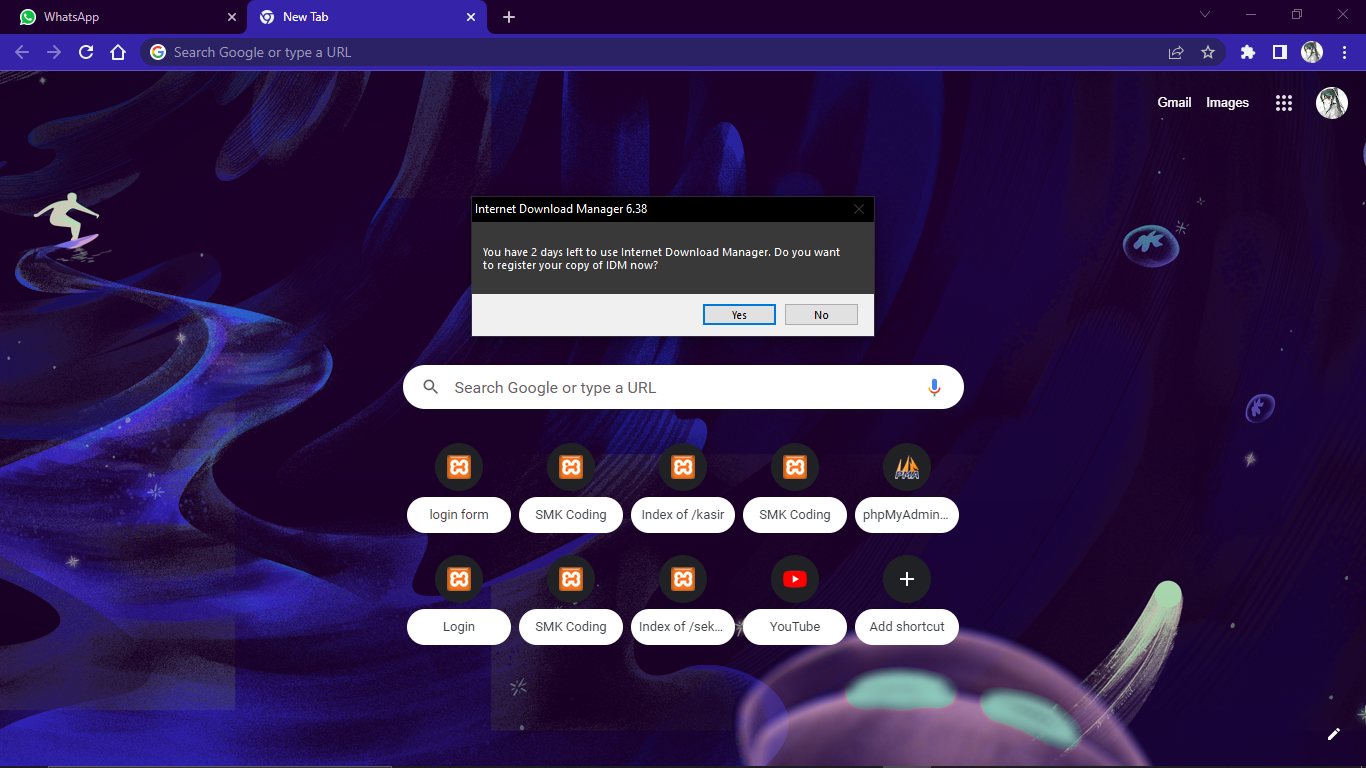 WhatsApp
New Tab
Search Google or type a URL
Gmail Images
Internet Download Manager 6.38
You have 2 days left to use Internet Download Manager. Do you want
to register your copy of IDM now?
Yes No
Search Google or type a URL
login form SMK Coding Index of /kasir SMK Coding PMA phpMyAdmin...
Login SMK Coding Index of /sek... YouTube Add shortcut